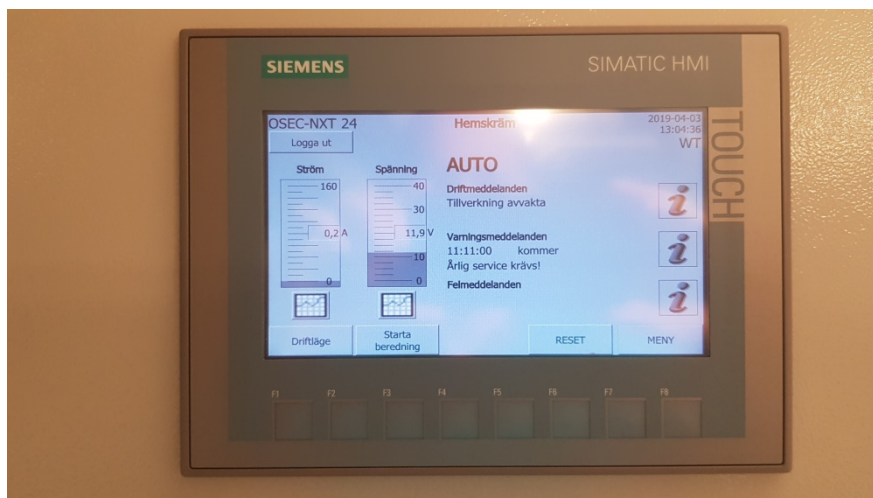 SIEMENS
SIMATIC HMI
TOUCH
OSEC-NXT 24
Hemskräm
2019-04-03
13:04:36
WT
Logga ut
AUTO
Ström
Spänning
160
0,2 A
0
40
30
11,9 V
10
0
Driftmeddelanden
Tillverkning avvakta
Varningsmeddelanden
11:11:00 kommer
Årlig service krävs!
Felmeddelanden
Driftläge
Starta
beredning
RESET
MENY
F1 F2 F3 F4 F5 F6 F7 F8